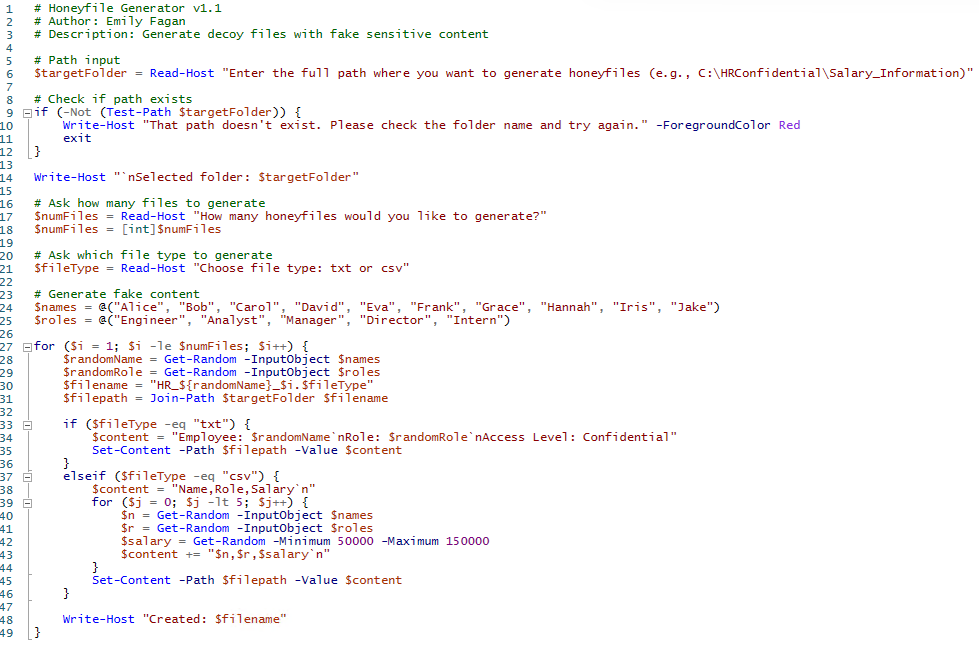 1 # Honeyfile Generator v1.1
2 # Author: Emily Fagan
3 # Description: Generate decoy files with fake sensitive content
4
5 # Path input
6 $targetFolder = Read-Host "Enter the full path where you want to generate honeyfiles (e.g., C:\HRConfidential\Salary_Information)"
7
8 # Check if path exists
9 if (-Not (Test-Path $targetFolder)) {
10     Write-Host "That path doesn't exist. Please check the folder name and try again." -ForegroundColor Red
11     exit
12 }
13
14 Write-Host "`nSelected folder: $targetFolder"
15
16 # Ask how many files to generate
17 $numFiles = Read-Host "How many honeyfiles would you like to generate?"
18 $numFiles = [int]$numFiles
19
20 # Ask which file type to generate
21 $fileType = Read-Host "Choose file type: txt or csv"
22
23 # Generate fake content
24 $names = @("Alice", "Bob", "Carol", "David", "Eva", "Frank", "Grace", "Hannah", "Iris", "Jake")
25 $roles = @("Engineer", "Analyst", "Manager", "Director", "Intern")
26
27 for ($i = 1; $i -le $numFiles; $i++) {
28     $randomName = Get-Random -InputObject $names
29     $randomRole = Get-Random -InputObject $roles
30     $filename = "HR_${randomName}_$i.$fileType"
31     $filepath = Join-Path $targetFolder $filename
32
33     if ($fileType -eq "txt") {
34         $content = "Employee: $randomName`nRole: $randomRole`nAccess Level: Confidential"
35         Set-Content -Path $filepath -Value $content
36     }
37     elseif ($fileType -eq "csv") {
38         $content = "Name,Role,Salary`n"
39         for ($j = 0; $j -lt 5; $j++) {
40             $n = Get-Random -InputObject $names
41             $r = Get-Random -InputObject $roles
42             $salary = Get-Random -Minimum 50000 -Maximum 150000
43             $content += "$n,$r,$salary`n"
44         }
45         Set-Content -Path $filepath -Value $content
46     }
47
48     Write-Host "Created: $filename"
49 }